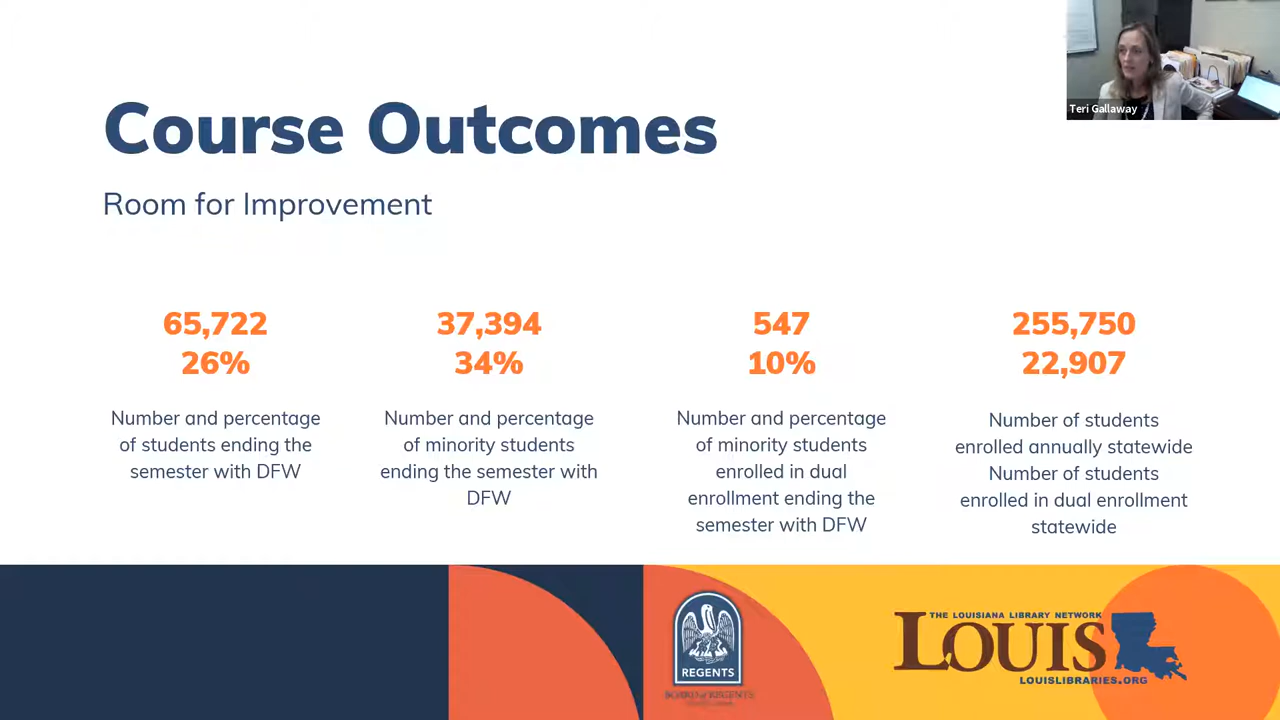 Teri Gallaway
Course Outcomes
Room for Improvement
65,722
26%
Number and percentage
of students ending the
semester with DFW
37,394
34%
Number and percentage
of minority students
ending the semester with
DFW
547
10%
Number and percentage
of minority students
enrolled in dual
enrollment ending the
semester with DFW
255,750
22,907
Number of students
enrolled annually statewide
Number of students
enrolled in dual enrollment
statewide
REGENTS
BOARD of REGENTS
THE LOUISIANA LIBRARY NETWORK
LOUIS
LOUISLIBRARIES.ORG